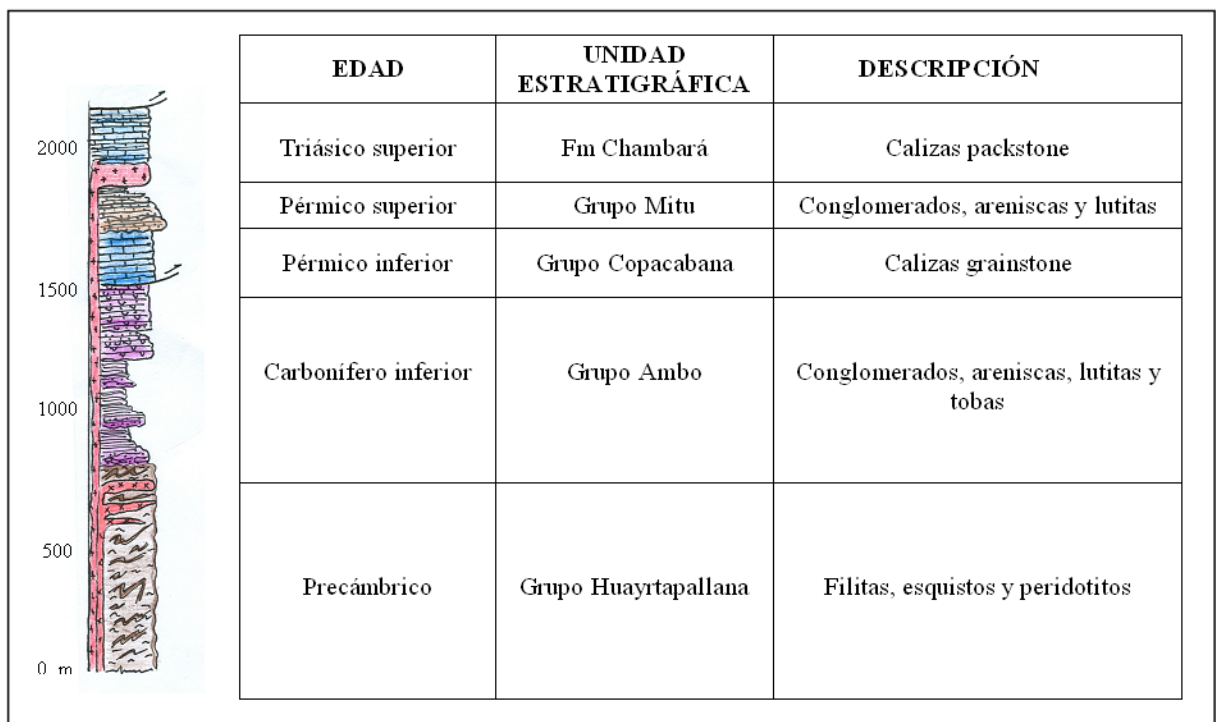 EDAD
UNIDAD
ESTRATIGRÁFICA
DESCRIPCIÓN
2000
Triásico superior
Fm Chambará
Calizas packstone
Pérmico superior
Grupo Mitu
Conglomerados, areniscas y lutitas
Pérmico inferior
Grupo Copacabana
Calizas grainstone
1500
Carbonífero inferior
Grupo Ambo
Conglomerados, areniscas, lutitas y
tobas
1000
500
Precámbrico
Grupo Huayrtapallana
Filitas, esquistos y peridotitos
0 m